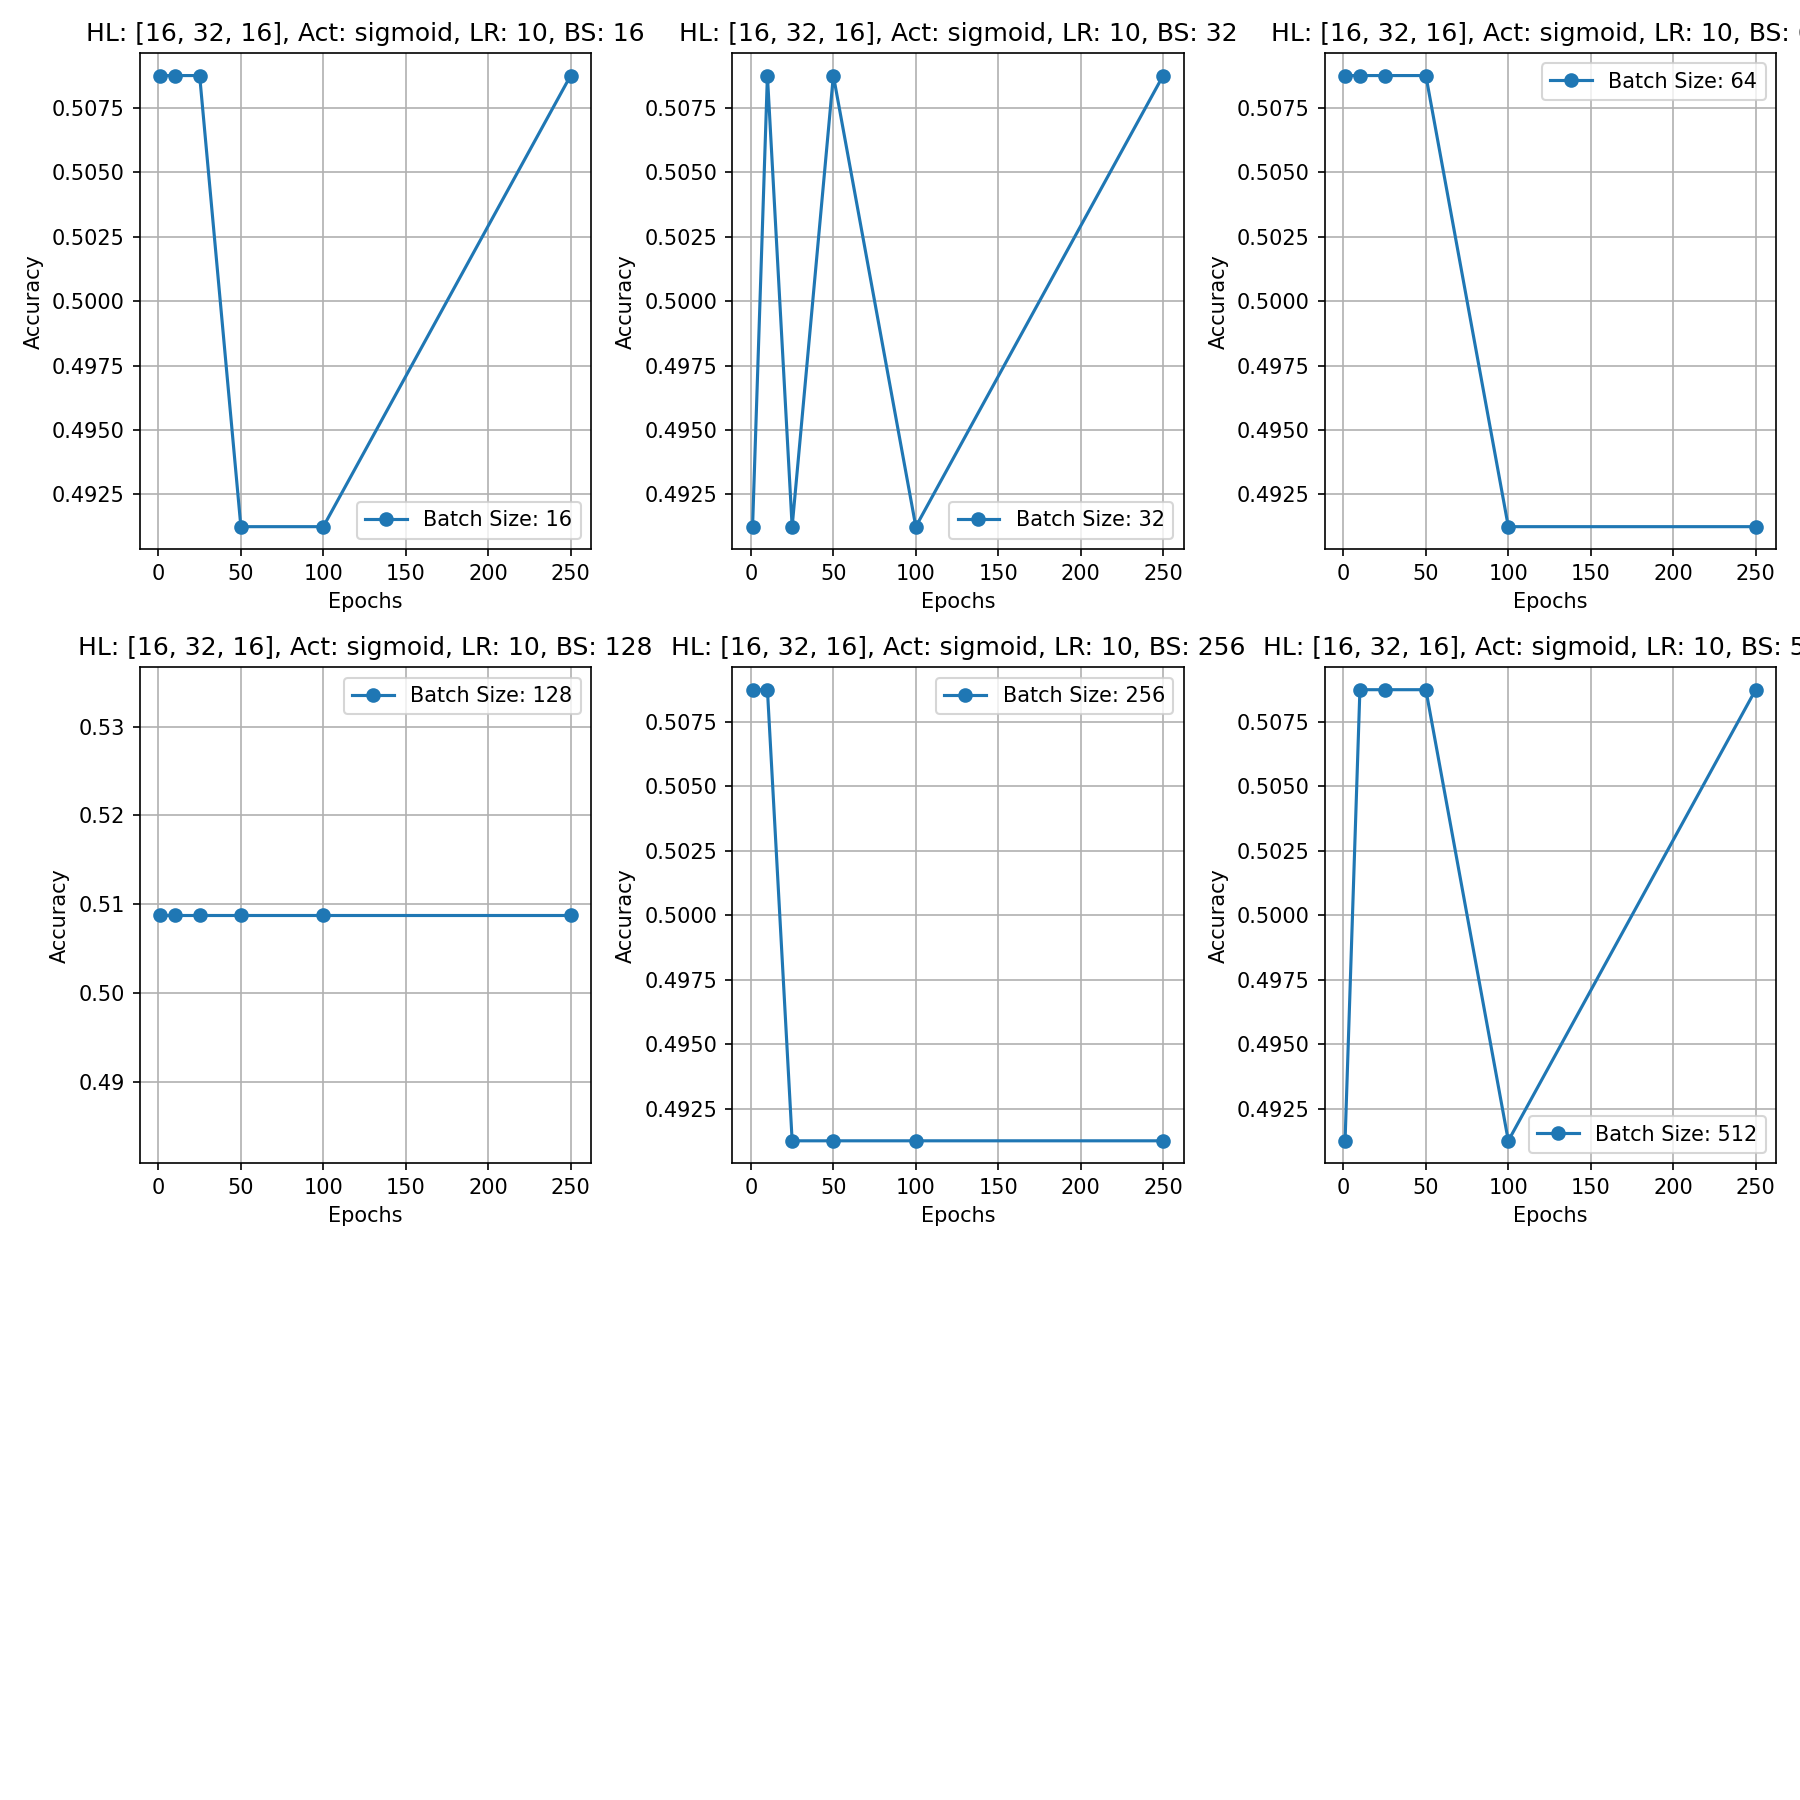 HL: [16, 32, 16], Act: sigmoid, LR: 10, BS: 16
0.5075
0.5050
0.5025
0.5000
0.4975
0.4950
0.4925
Accuracy
Batch Size: 16
0 50 100 150 200 250
Epochs
HL: [16, 32, 16], Act: sigmoid, LR: 10, BS: 32
0.5075
0.5050
0.5025
0.5000
0.4975
0.4950
0.4925
Accuracy
Batch Size: 32
0 50 100 150 200 250
Epochs
HL: [16, 32, 16], Act: sigmoid, LR: 10, BS:
Batch Size: 64
0.5075
0.5050
0.5025
0.5000
0.4975
0.4950
0.4925
Accuracy
0 50 100 150 200 250
Epochs
HL: [16, 32, 16], Act: sigmoid, LR: 10, BS: 128
Batch Size: 128
0.53
0.52
0.51
0.50
0.49
Accuracy
0 50 100 150 200 250
Epochs
HL: [16, 32, 16], Act: sigmoid, LR: 10, BS: 256
Batch Size: 256
0.5075
0.5050
0.5025
0.5000
0.4975
0.4950
0.4925
Accuracy
0 50 100 150 200 250
Epochs
HL: [16, 32, 16], Act: sigmoid, LR: 10, BS: 5
0.5075
0.5050
0.5025
0.5000
0.4975
0.4950
0.4925
Accuracy
Batch Size: 512
0 50 100 150 200 250
Epochs